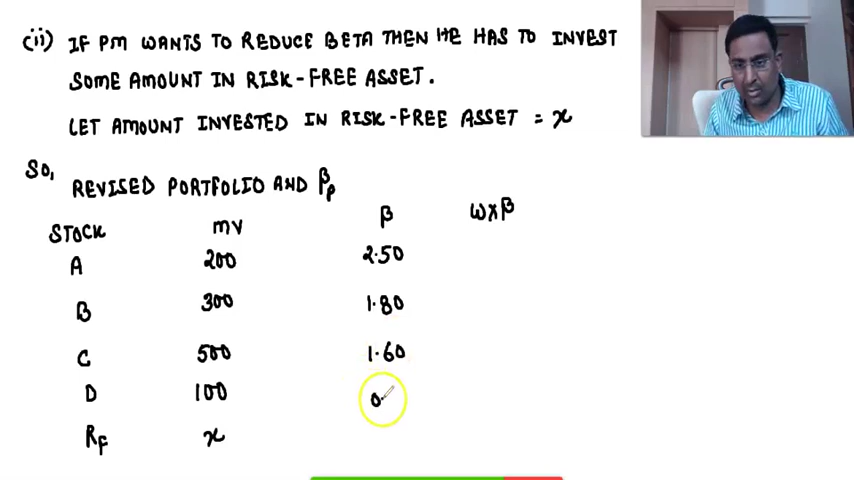 (ii) IF PM WANTS TO REDUCE BETA THEN HE HAS TO INVEST
SOME AMOUNT IN RISK-FREE ASSET.
LET AMOUNT INVESTED IN RISK-FREE ASSET = x
So,
REVISED PORTFOLIO AND βp
STOCK MV β W×β
A 200 2.50
B 300 1.80
C 500 1.60
D 100 0.
RF x